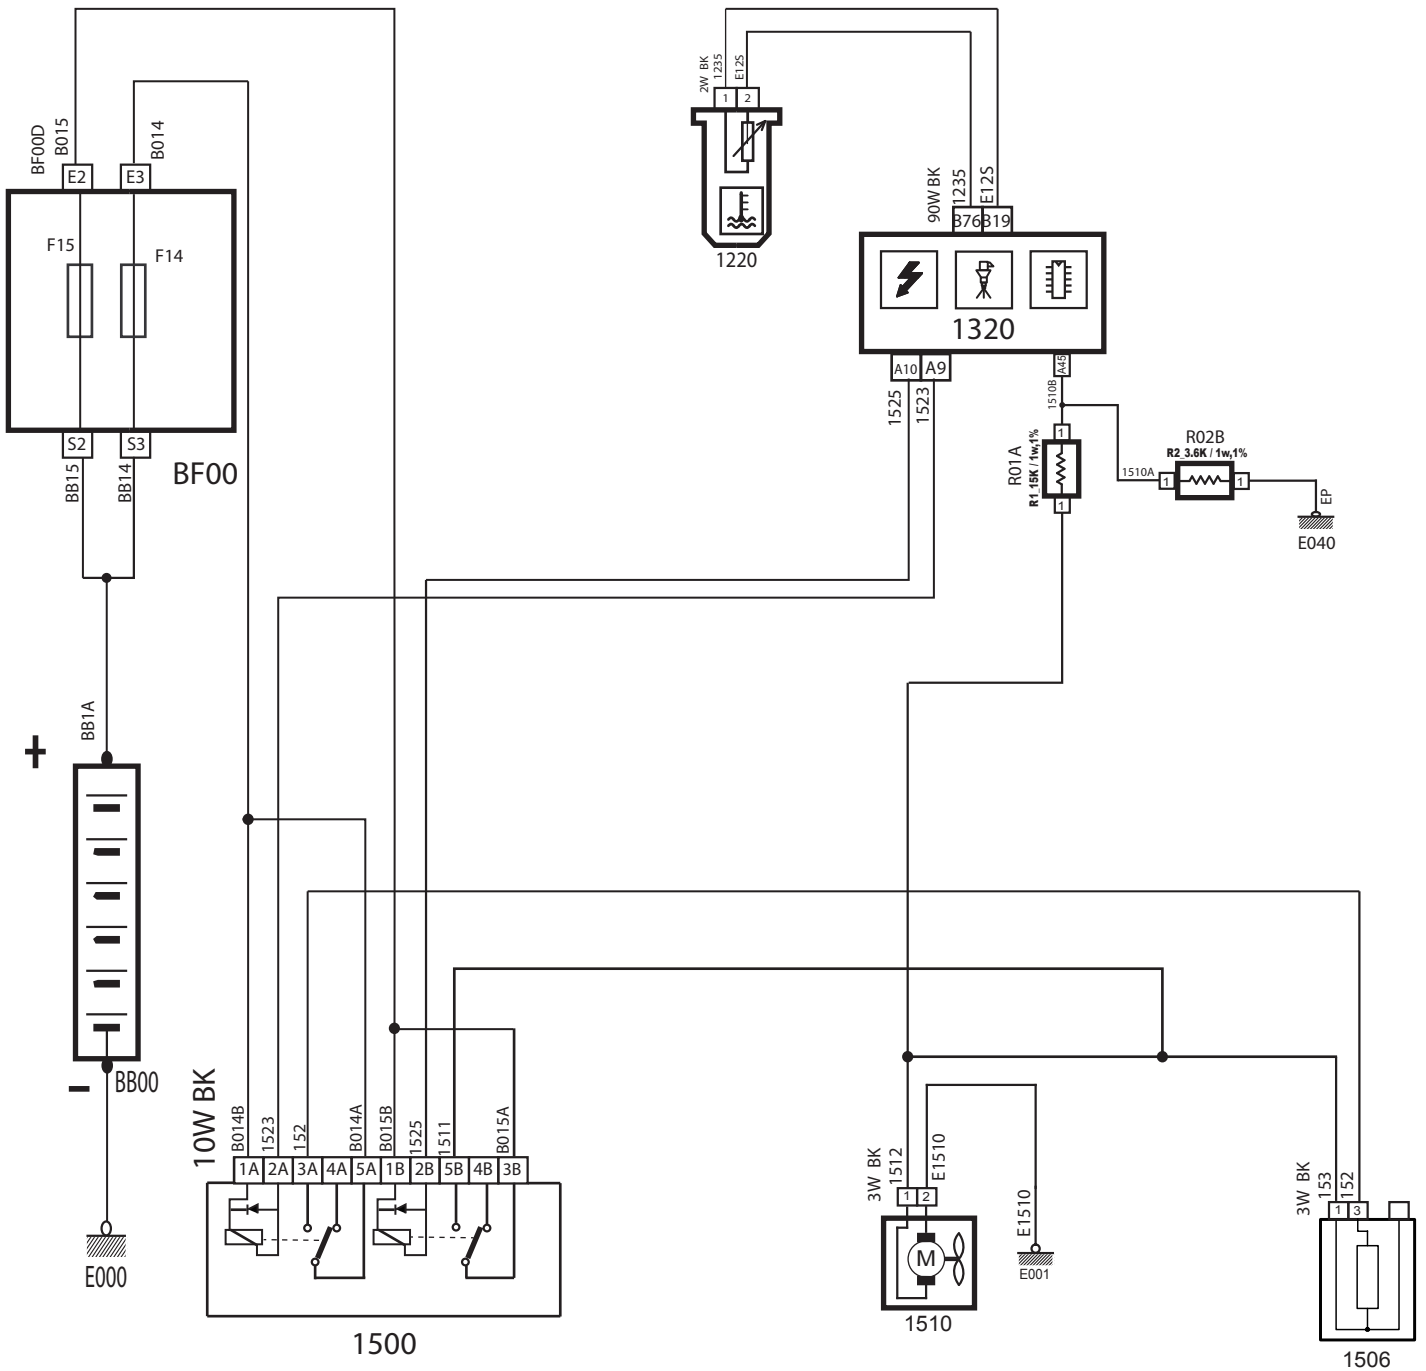 BF00D
B015
B014
E2
E3
F15
F14
S2
S3
BF00
BB15
BB14
BB1A
+
-
BB00
E000
2W BK
1235
E12S
1
2
1220
90W BK
1235
E12S
B76
B19
1320
A10
A9
A45
1525
1523
1510B
1
R01A
R1_15K / 1w,1%
1
R02B
R2_3.6K / 1w,1%
1510A
1
1
EP
E040
10W BK
B014B
1523
152
B014A
B015B
1525
1511
B015A
1A
2A
3A
4A
5A
1B
2B
5B
4B
3B
1500
3W BK
1512
E1510
1
2
M
1510
E1510
E001
3W BK
153
152
1
3
1506